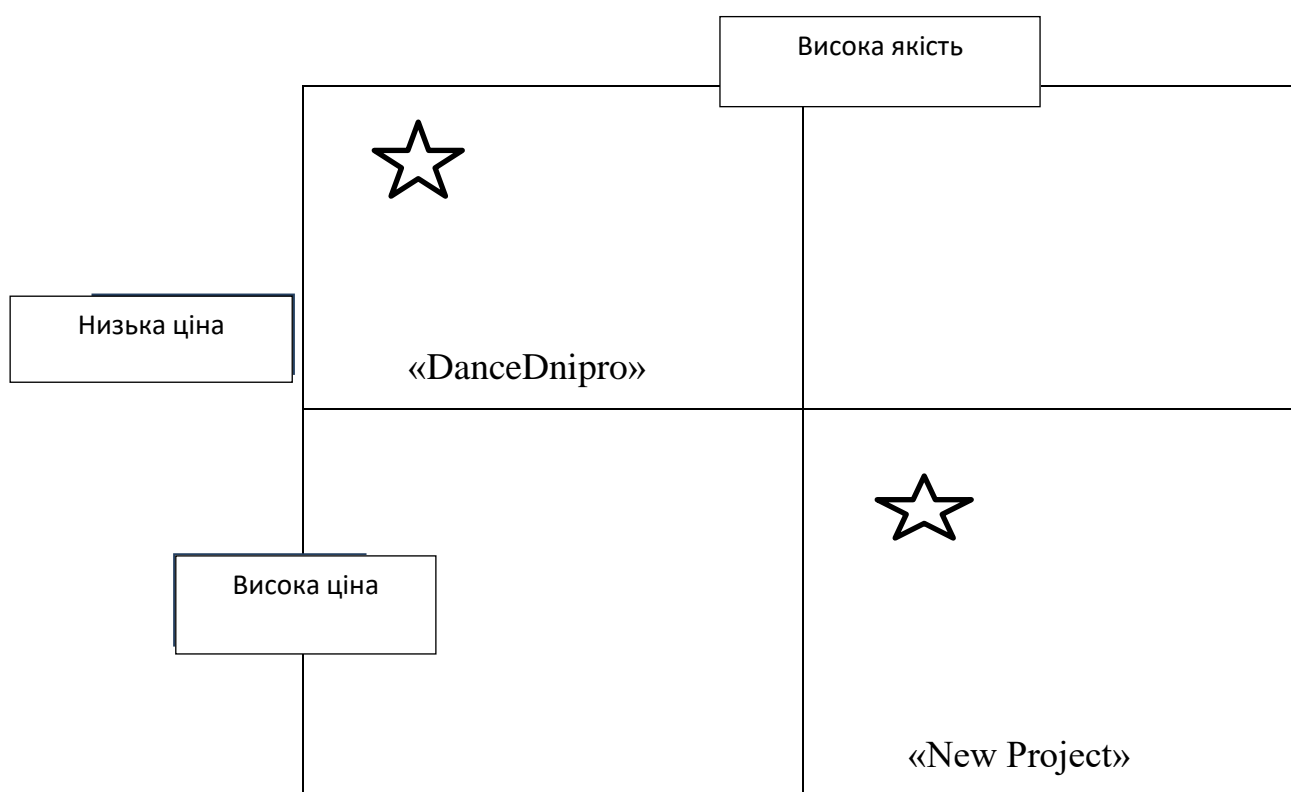 Висока якість
Низька ціна
«DanceDnipro»
Висока ціна
«New Project»